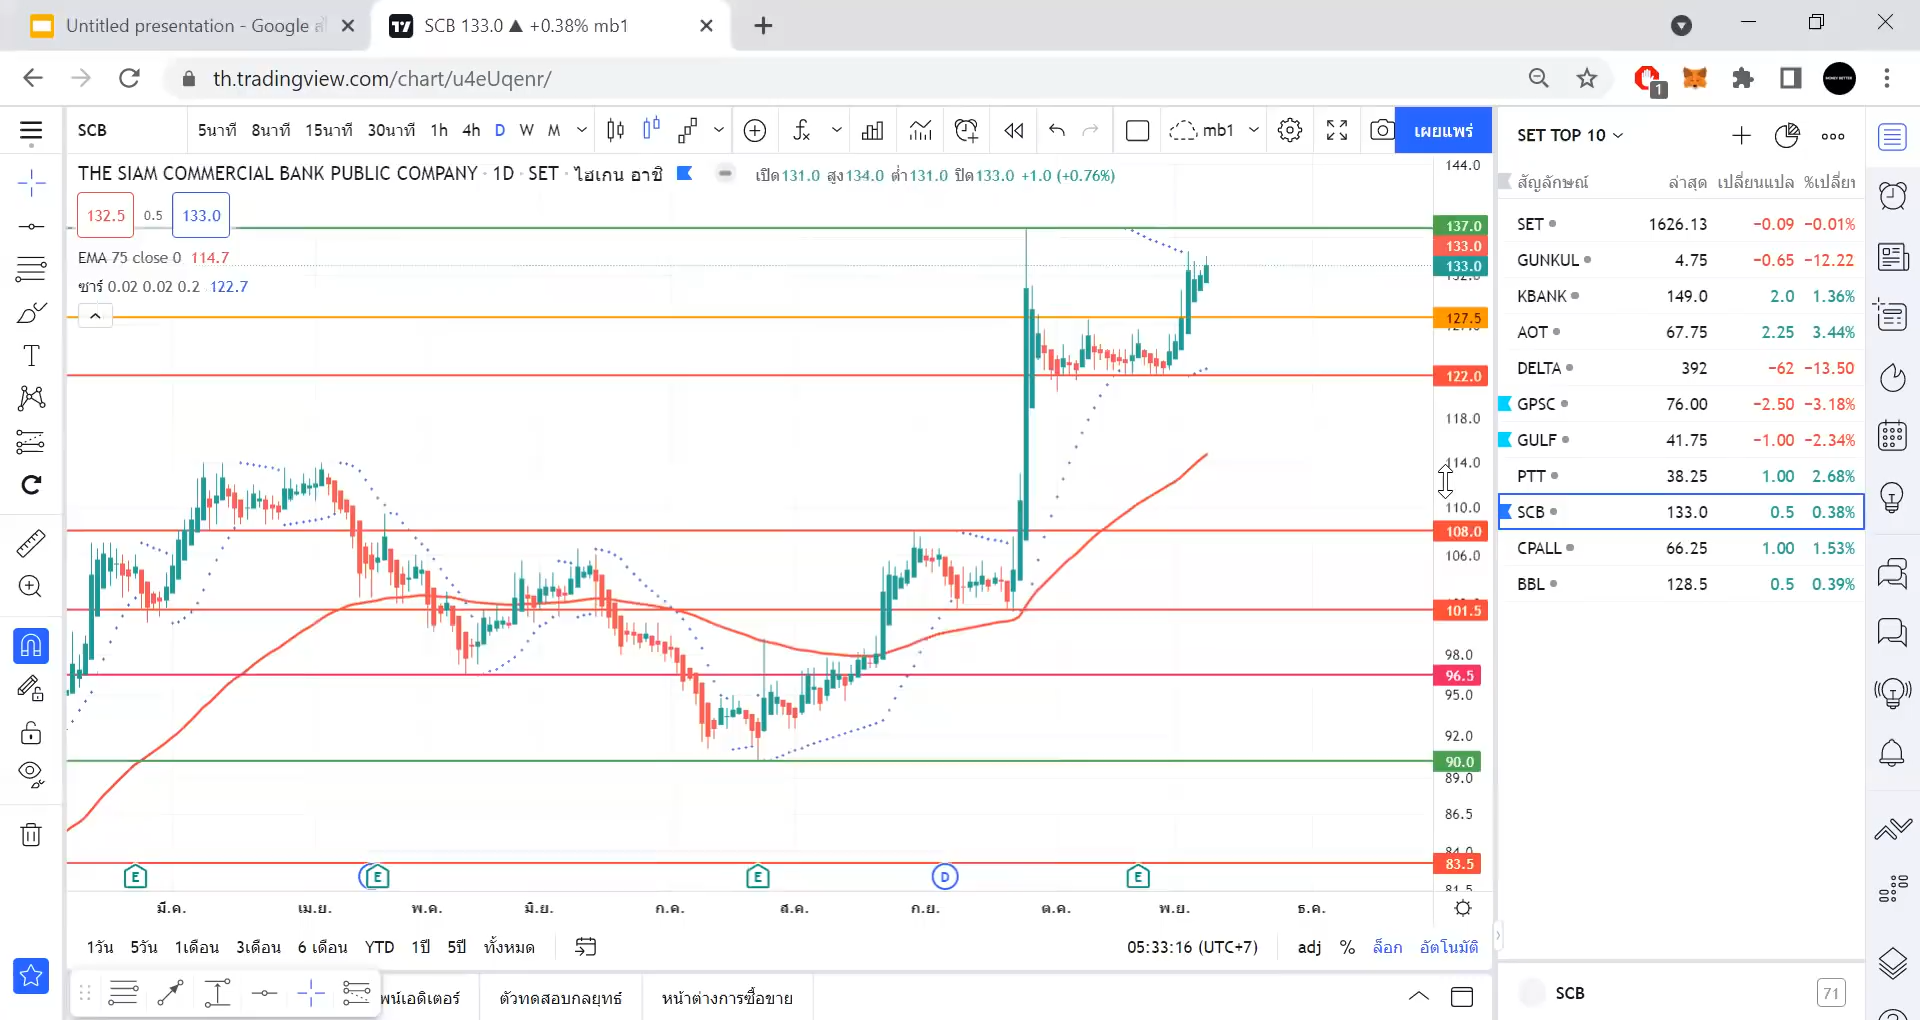 Untitled presentation - Google ส
SCB 133.0 ▲ +0.38% mb1
th.tradingview.com/chart/u4eUqenr/
1
SCB
5นาที 8นาที 15นาที 30นาที 1h 4h D W M
mb1
เผยแพร่
THE SIAM COMMERCIAL BANK PUBLIC COMPANY · 1D · SET · ไฮเกน อาชิ
เปิด131.0 สูง134.0 ต่ำ131.0 ปิด133.0 +1.0 (+0.76%)
132.5 0.5 133.0
EMA 75 close 0 114.7
ซาร์ 0.02 0.02 0.2 122.7
144.0
137.0
133.0
133.0
127.5
122.0
118.0
114.0
110.0
108.0
106.0
101.5
98.0
96.5
95.0
92.0
90.0
89.0
86.5
84.0
83.5
81.5
E E E D E
มี.ค. เม.ย. พ.ค. มิ.ย. ก.ค. ส.ค. ก.ย. ต.ค. พ.ย. ธ.ค.
1วัน 5วัน 1เดือน 3เดือน 6 เดือน YTD 1ปี 5ปี ทั้งหมด
05:33:16 (UTC+7) adj % ล็อก อัตโนมัติ
พน์เอดิเตอร์ ตัวทดสอบกลยุทธ์ หน้าต่างการซื้อขาย
SET TOP 10
สัญลักษณ์ ล่าสุด เปลี่ยนแปล %เปลี่ยา
SET 1626.13 −0.09 −0.01%
GUNKUL 4.75 −0.65 −12.22
KBANK 149.0 2.0 1.36%
AOT 67.75 2.25 3.44%
DELTA 392 −62 −13.50
GPSC 76.00 −2.50 −3.18%
GULF 41.75 −1.00 −2.34%
PTT 38.25 1.00 2.68%
SCB 133.0 0.5 0.38%
CPALL 66.25 1.00 1.53%
BBL 128.5 0.5 0.39%
SCB 71